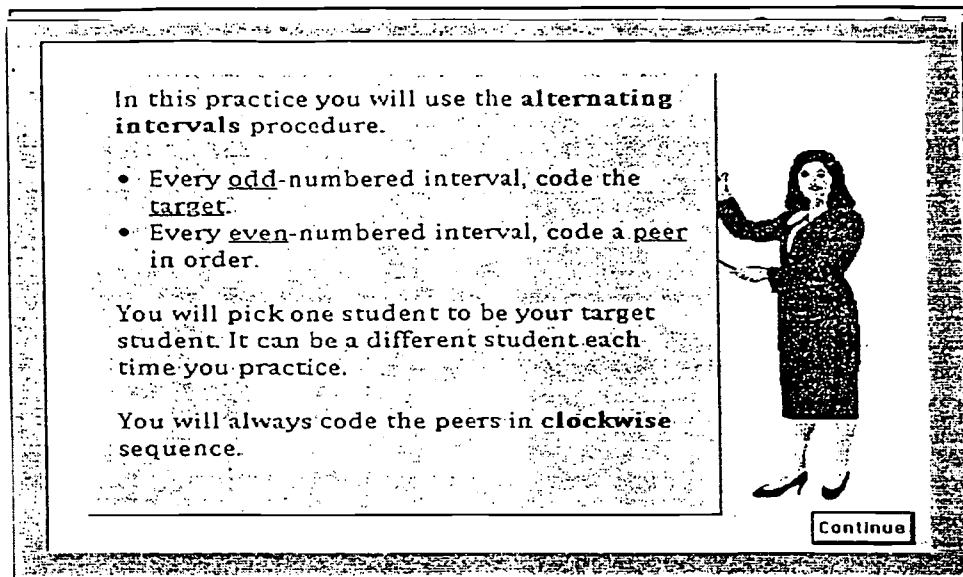 In this practice you will use the alternating
intervals procedure.
• Every odd-numbered interval, code the
target.
• Every even-numbered interval, code a peer
in order.
You will pick one student to be your target
student. It can be a different student each
time you practice.
You will always code the peers in clockwise
sequence.
Continue